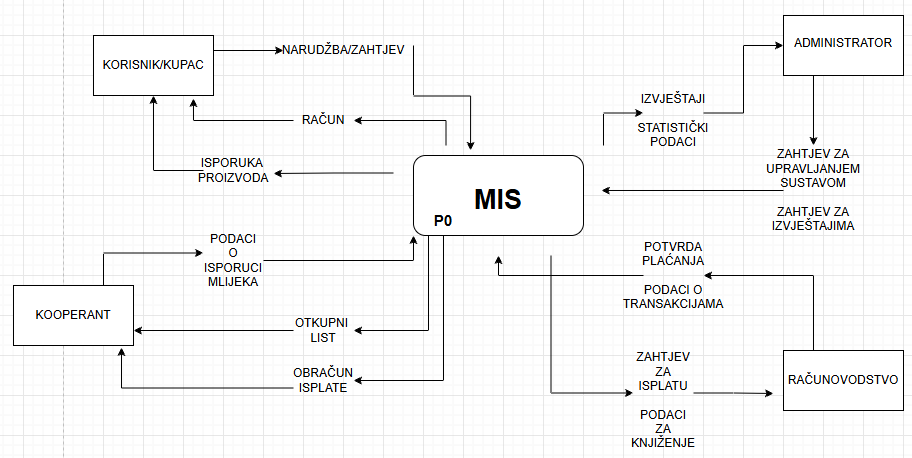 KORISNIK/KUPAC
NARUDŽBA/ZAHTJEV
RAČUN
ISPORUKA
PROIZVODA
IZVJEŠTAJI
STATISTIČKI
PODACI
ADMINISTRATOR
ZAHTJEV ZA
UPRAVLJANJEM
SUSTAVOM
ZAHTJEV ZA
IZVJEŠTAJIMA
MIS
P0
PODACI
O
ISPORUCI
MLIJEKA
KOOPERANT
OTKUPNI
LIST
OBRAČUN
ISPLATE
POTVRDA
PLAĆANJA
PODACI O
TRANSAKCIJAMA
ZAHTJEV
ZA
ISPLATU
PODACI
ZA
KNJIŽENJE
RAČUNOVODSTVO